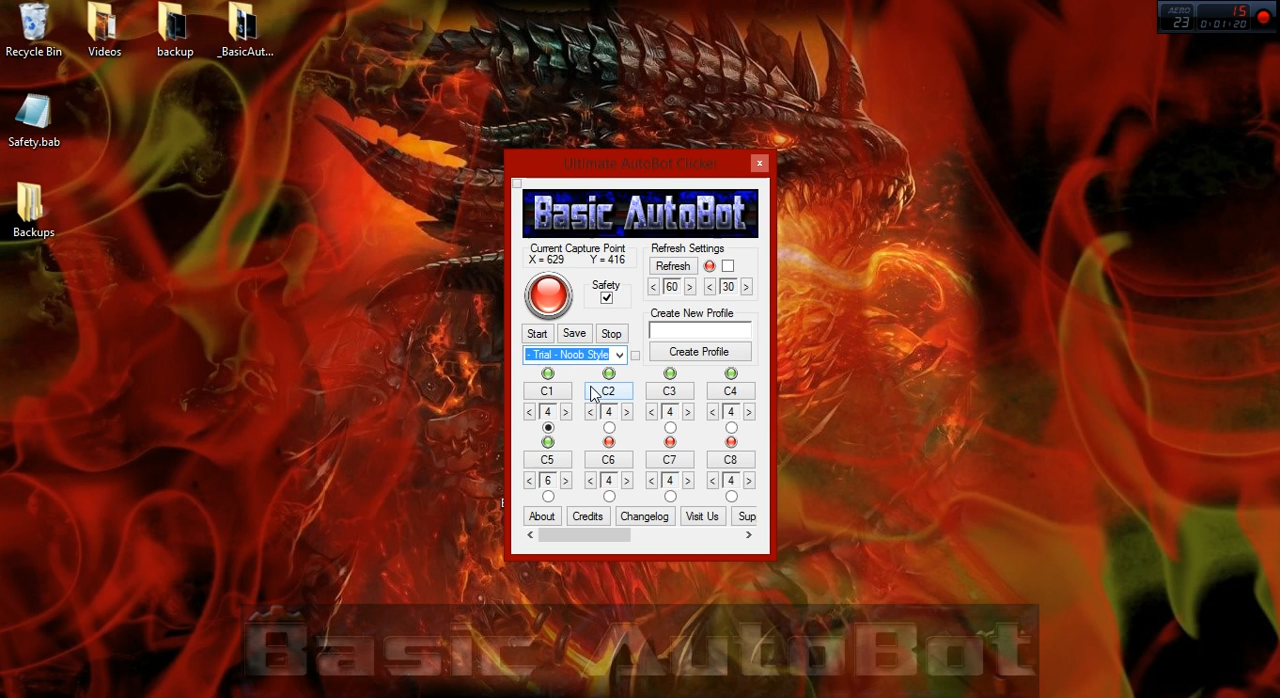 Recycle Bin
Videos
backup
_BasicAut...
AERO
23
15
0:01:20
Safety.bab
Backups
Ultimate AutoBot Clicker
x
Basic AutoBot
Current Capture Point
X = 629 Y = 416
Refresh Settings
Refresh
< 60 > < 30 >
Safety
Create New Profile
Start Save Stop
- Trial - Noob Style
Create Profile
C1 C2 C3 C4
< 4 > < 4 > < 4 > < 4 >
C5 C6 C7 C8
< 6 > < 4 > < 4 > < 4 >
About Credits Changelog Visit Us Sup
< >
Basic AutoBot